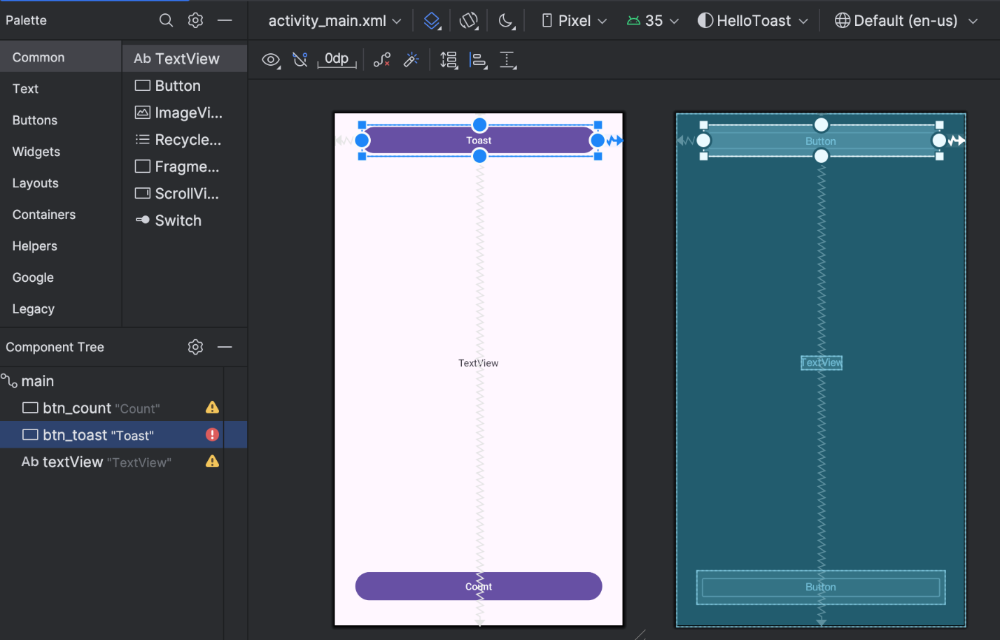 Palette
activity_main.xml
Pixel
35
HelloToast
Default (en-us)
Common
Text
Buttons
Widgets
Layouts
Containers
Helpers
Google
Legacy
Ab TextView
Button
ImageVi...
Recycle...
Fragme...
ScrollVi...
Switch
0dp
Component Tree
main
btn_count "Count"
btn_toast "Toast"
Ab textView "TextView"
Toast
TextView
Count
Button
TextView
Button